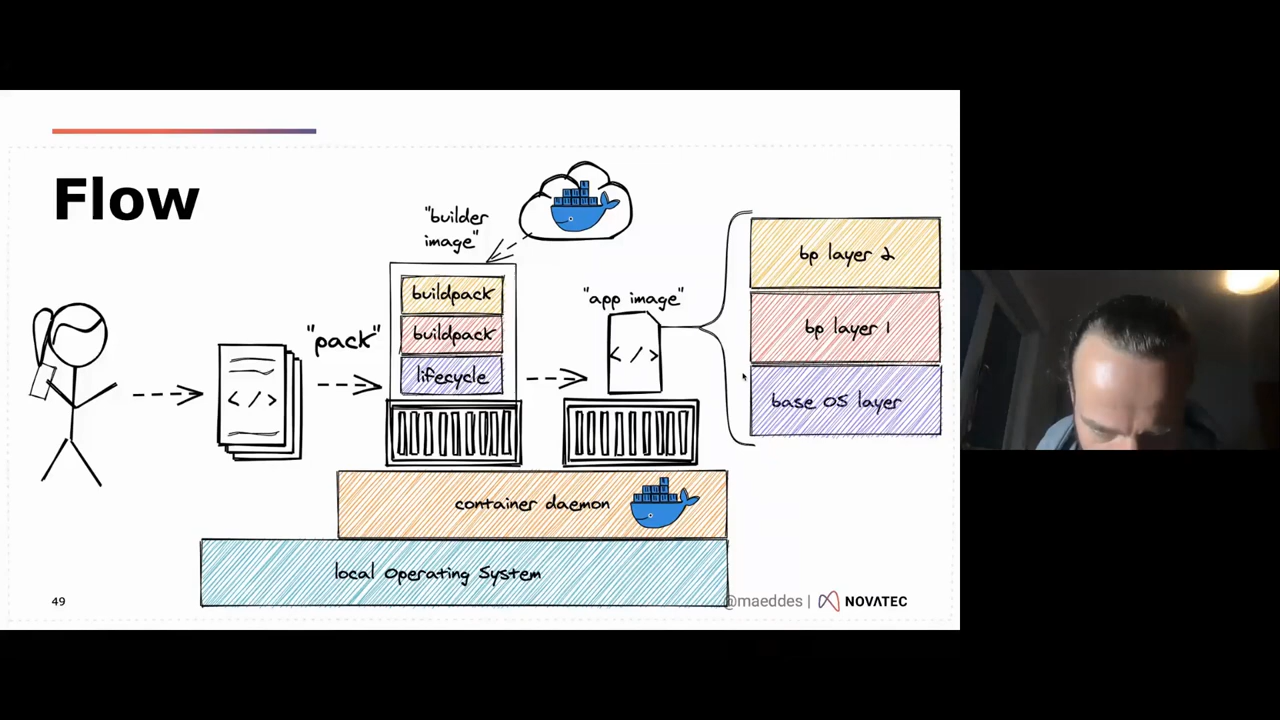 Flow
"builder
image"
buildpack
buildpack
lifecycle
"pack"
"app image"
</>
</>
bp layer 2
bp layer 1
base OS layer
container daemon
local Operating System
49
@maeddes |
NOVATEC